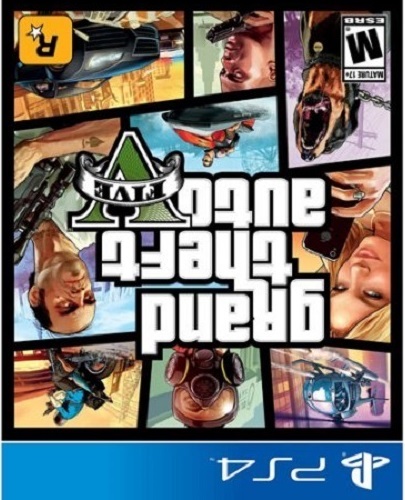 PS4
grand
theft
auto
V
FIVE
MATURE 17+
M
ESRB
R